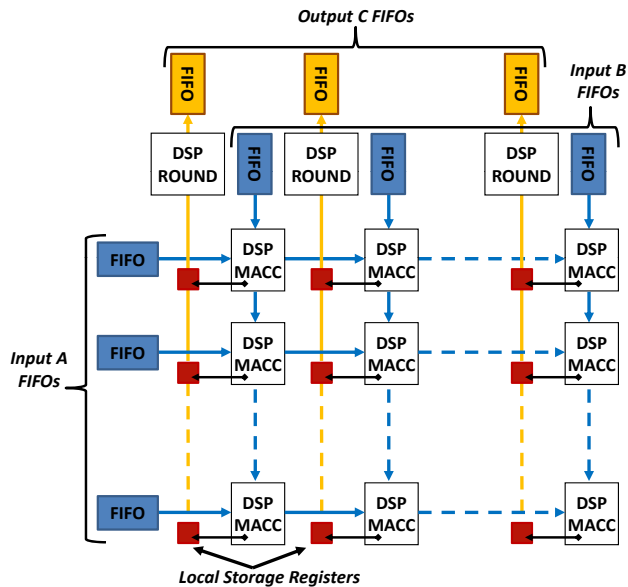 Output C FIFOs
Input B
FIFOs
FIFO
FIFO
FIFO
DSP
ROUND
FIFO
DSP
ROUND
FIFO
DSP
ROUND
FIFO
Input A
FIFOs
FIFO
DSP
MACC
DSP
MACC
DSP
MACC
FIFO
DSP
MACC
DSP
MACC
DSP
MACC
FIFO
DSP
MACC
DSP
MACC
DSP
MACC
Local Storage Registers